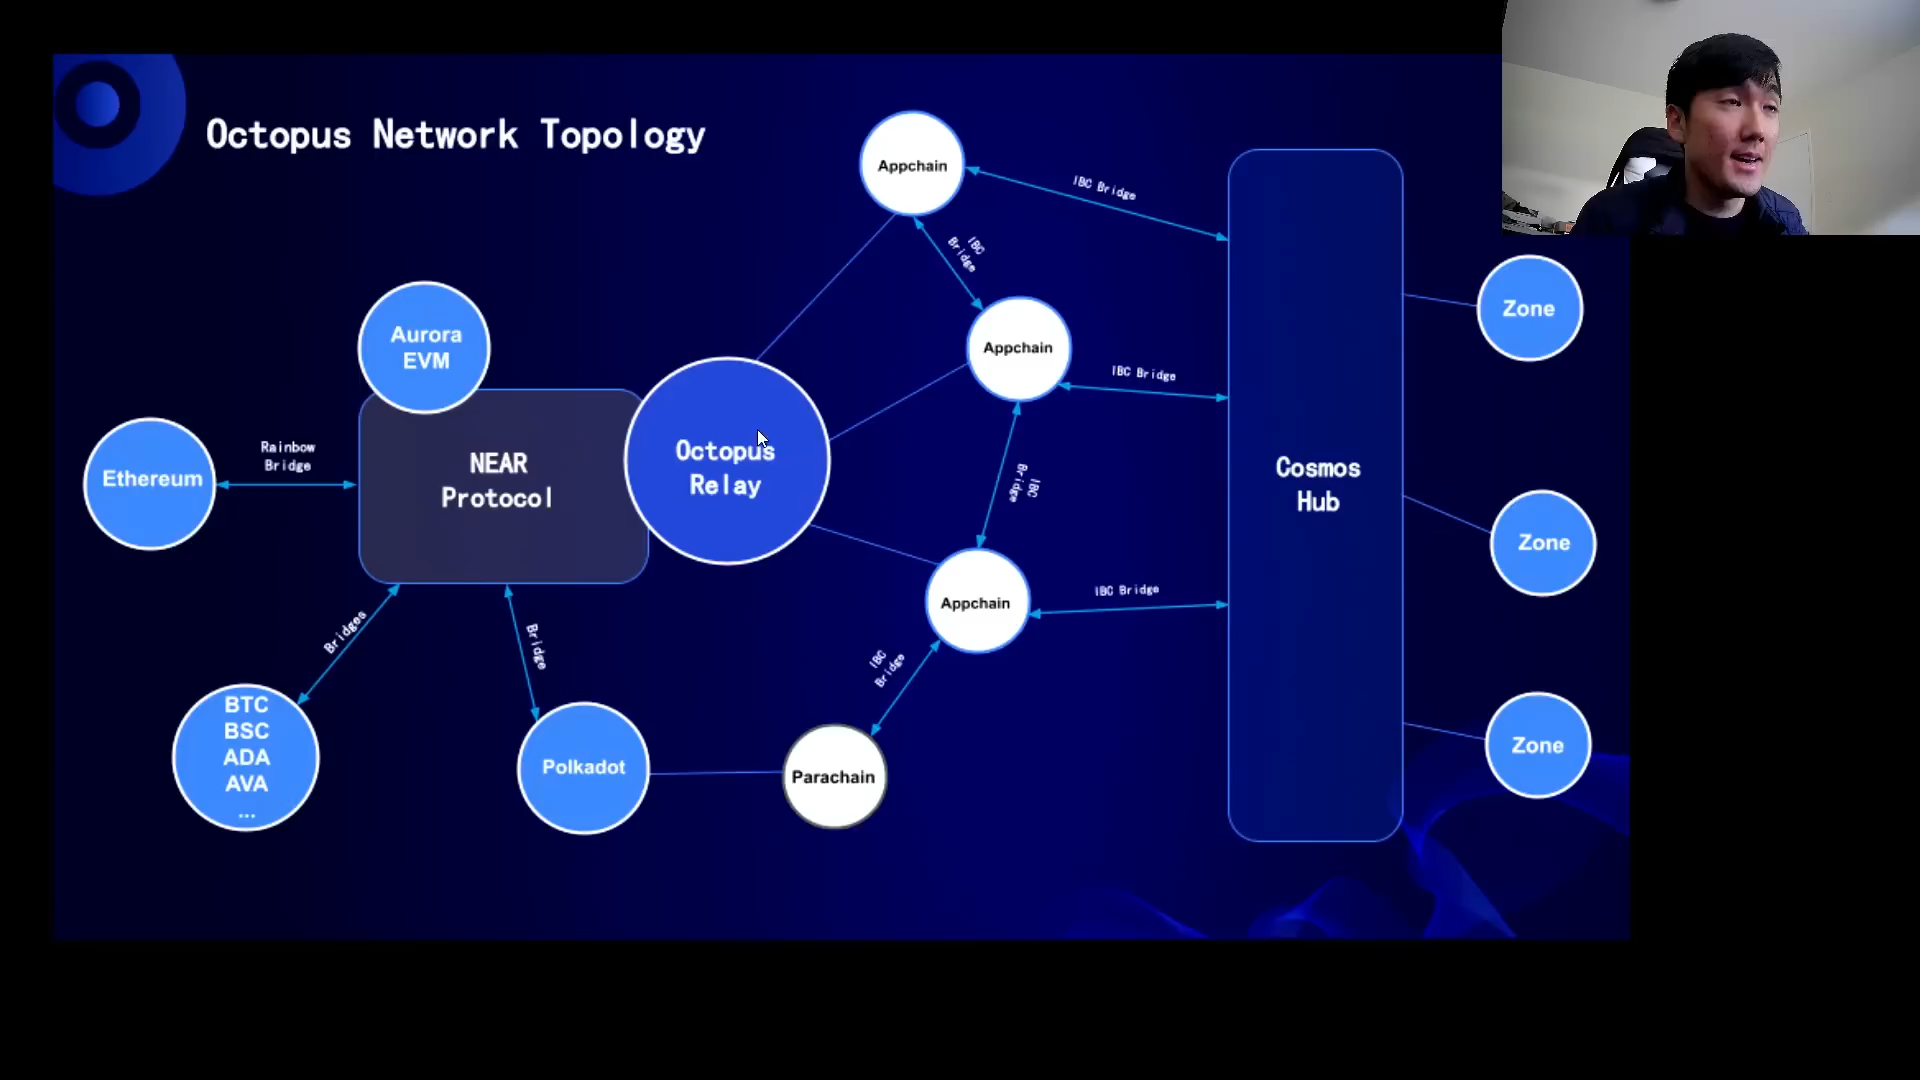 Octopus Network Topology
Appchain
IBC Bridge
IBC
Bridge
Aurora
EVM
Appchain
Zone
IBC Bridge
Ethereum
Rainbow
Bridge
NEAR
Protocol
Octopus
Relay
IBC
Bridge
Cosmos
Hub
Zone
Appchain
IBC Bridge
Bridges
Bridge
IBC
Bridge
BTC
BSC
ADA
AVA
...
Polkadot
Parachain
Zone